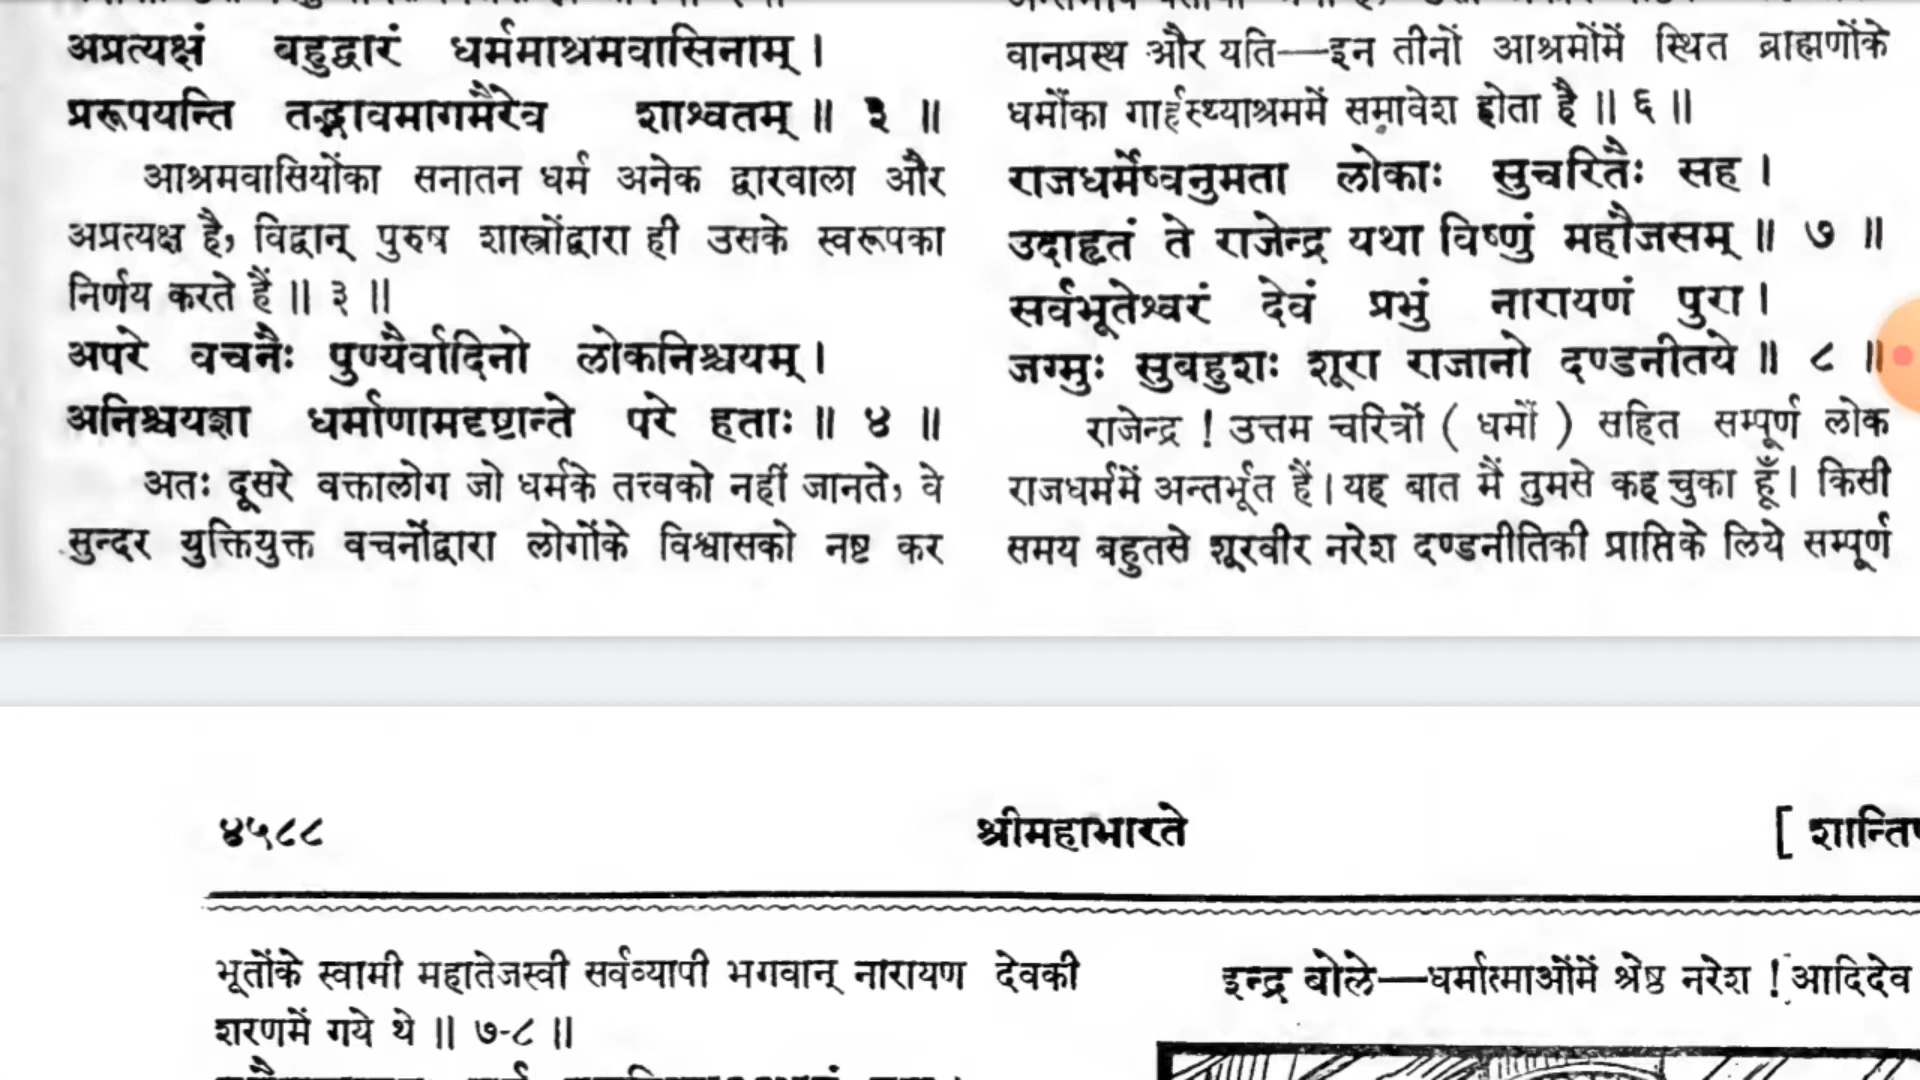 अप्रत्यक्षं बहुद्वारं धर्ममाश्रमवासिनाम् ।
प्ररूपयन्ति तद्भावमागमैरेव शाश्वतम् ॥ ३ ॥
आश्रमवासियोंका सनातन धर्म अनेक द्वारवाला और
अप्रत्यक्ष है, विद्वान् पुरुष शास्त्रोंद्वारा ही उसके स्वरूपका
निर्णय करते हैं ॥ ३ ॥
अपरे वचनैः पुण्यैर्वादिनो लोकनिश्चयम् ।
अनिश्चयज्ञा धर्माणामदृष्टान्ते परे हताः ॥ ४ ॥
अतः दूसरे वक्तालोग जो धर्मके तत्त्वको नहीं जानते, वे
सुन्दर युक्तियुक्त वचनोंद्वारा लोगोंके विश्वासको नष्ट कर
वानप्रस्थ और यति—इन तीनों आश्रमोंमें स्थित ब्राह्मणोंके
धर्मोंका गार्हस्थ्याश्रममें समावेश होता है ॥ ६ ॥
राजधर्मेष्वनुमता लोकाः सुचरितैः सह ।
उदाहृतं ते राजेन्द्र यथा विष्णुं महौजसम् ॥ ७ ॥
सर्वभूतेश्वरं देवं प्रभुं नारायणं पुरा ।
जग्मुः सुबहुशः शूरा राजानो दण्डनीतये ॥ ८ ॥
राजेन्द्र ! उत्तम चरित्रों ( धर्मों ) सहित सम्पूर्ण लोक
राजधर्ममें अन्तर्भूत हैं । यह बात मैं तुमसे कह चुका हूँ । किसी
समय बहुतसे शूरवीर नरेश दण्डनीतिकी प्राप्तिके लिये सम्पूर्ण
४५८८ श्रीमहाभारते [
भूतोंके स्वामी महातेजस्वी सर्वव्यापी भगवान् नारायण देवकी
शरणमें गये थे ॥ ७-८ ॥
इन्द्र बोले—धर्मात्माओंमें श्रेष्ठ नरेश ! आदिदेव